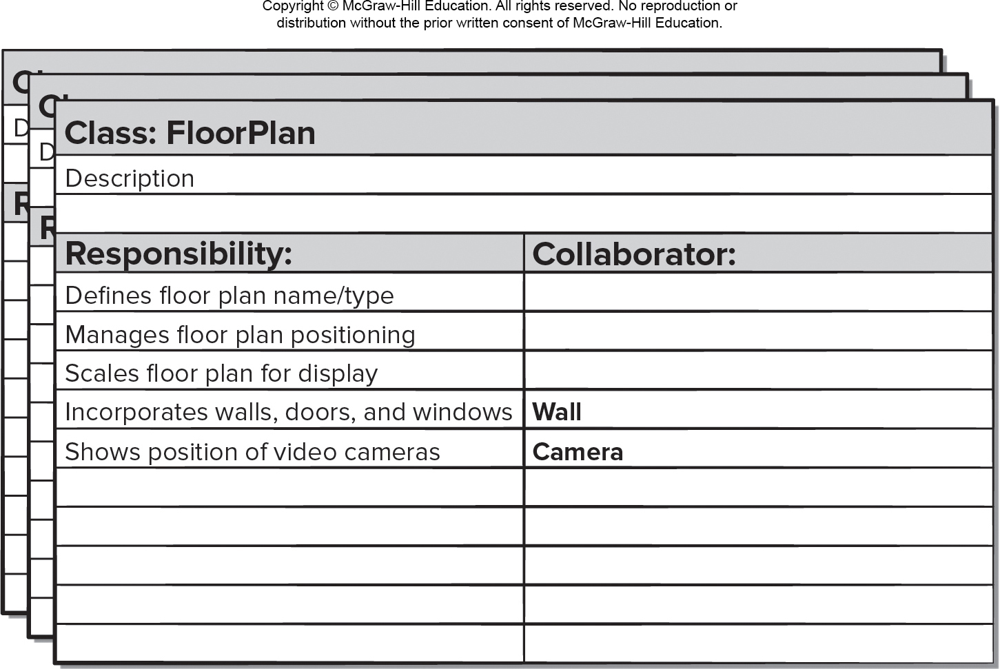 Copyright © McGraw-Hill Education. All rights reserved. No reproduction or
distribution without the prior written consent of McGraw-Hill Education.
Class: FloorPlan
Description
Responsibility: Collaborator:
Defines floor plan name/type
Manages floor plan positioning
Scales floor plan for display
Incorporates walls, doors, and windows Wall
Shows position of video cameras Camera